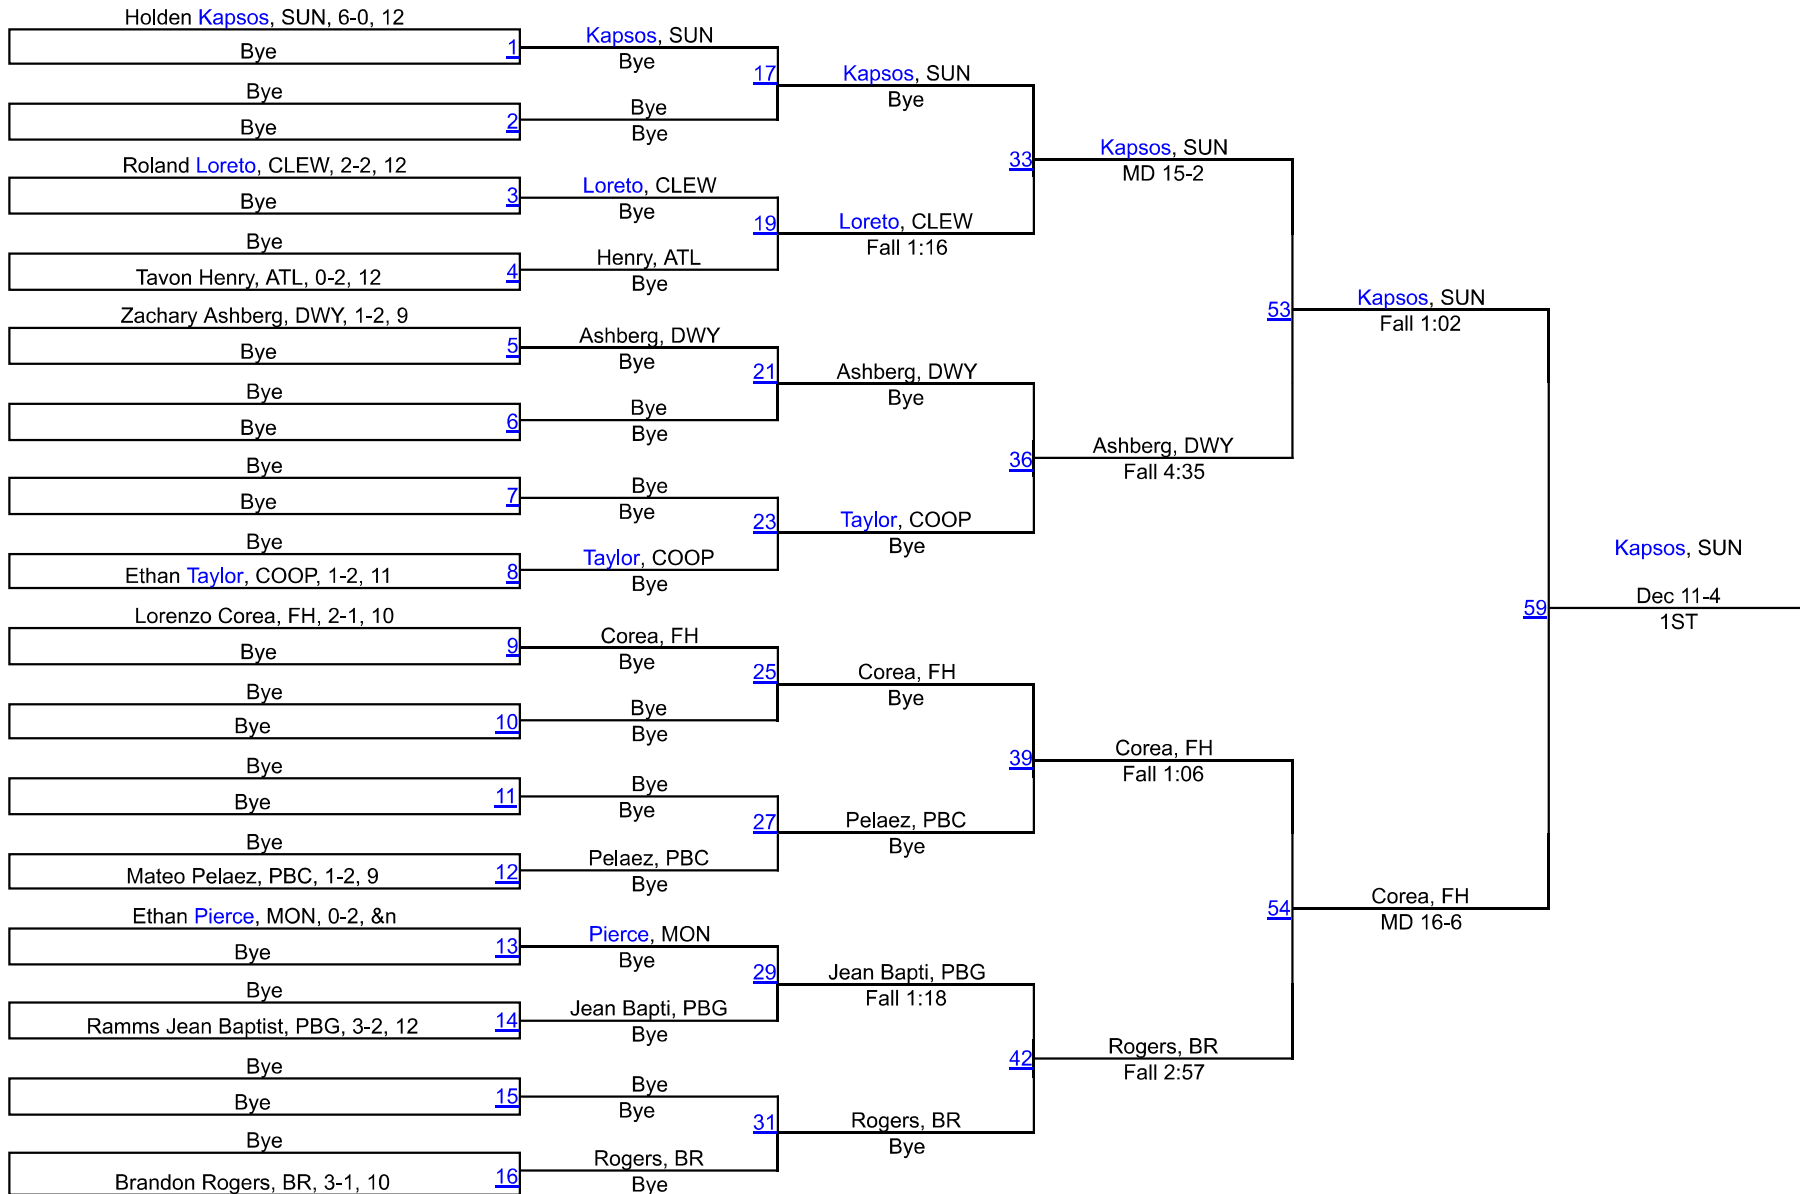 Holden Kapsos, SUN, 6-0, 12
Bye
1
Bye
Bye
2
Roland Loreto, CLEW, 2-2, 12
Bye
3
Bye
Tavon Henry, ATL, 0-2, 12
4
Zachary Ashberg, DWY, 1-2, 9
Bye
5
Bye
Bye
6
Bye
Bye
7
Bye
Ethan Taylor, COOP, 1-2, 11
8
Lorenzo Corea, FH, 2-1, 10
Bye
9
Bye
Bye
10
Bye
Bye
11
Bye
Mateo Pelaez, PBC, 1-2, 9
12
Ethan Pierce, MON, 0-2, &n
Bye
13
Bye
Ramms Jean Baptist, PBG, 3-2, 12
14
Bye
Bye
15
Bye
Brandon Rogers, BR, 3-1, 10
16
Kapsos, SUN
Bye
17
Bye
Bye
Loreto, CLEW
Bye
19
Henry, ATL
Bye
Ashberg, DWY
Bye
21
Bye
Bye
Bye
Bye
23
Taylor, COOP
Bye
Corea, FH
Bye
25
Bye
Bye
Bye
Bye
27
Pelaez, PBC
Bye
Pierce, MON
Bye
29
Jean Bapti, PBG
Bye
Bye
Bye
31
Rogers, BR
Bye
Kapsos, SUN
Bye
33
Loreto, CLEW
Fall 1:16
Ashberg, DWY
Bye
36
Taylor, COOP
Bye
Corea, FH
Bye
39
Pelaez, PBC
Bye
Jean Bapti, PBG
Fall 1:18
42
Rogers, BR
Bye
Kapsos, SUN
MD 15-2
53
Ashberg, DWY
Fall 4:35
Corea, FH
Fall 1:06
54
Rogers, BR
Fall 2:57
Kapsos, SUN
Fall 1:02
59
Corea, FH
MD 16-6
Kapsos, SUN
Dec 11-4
1ST